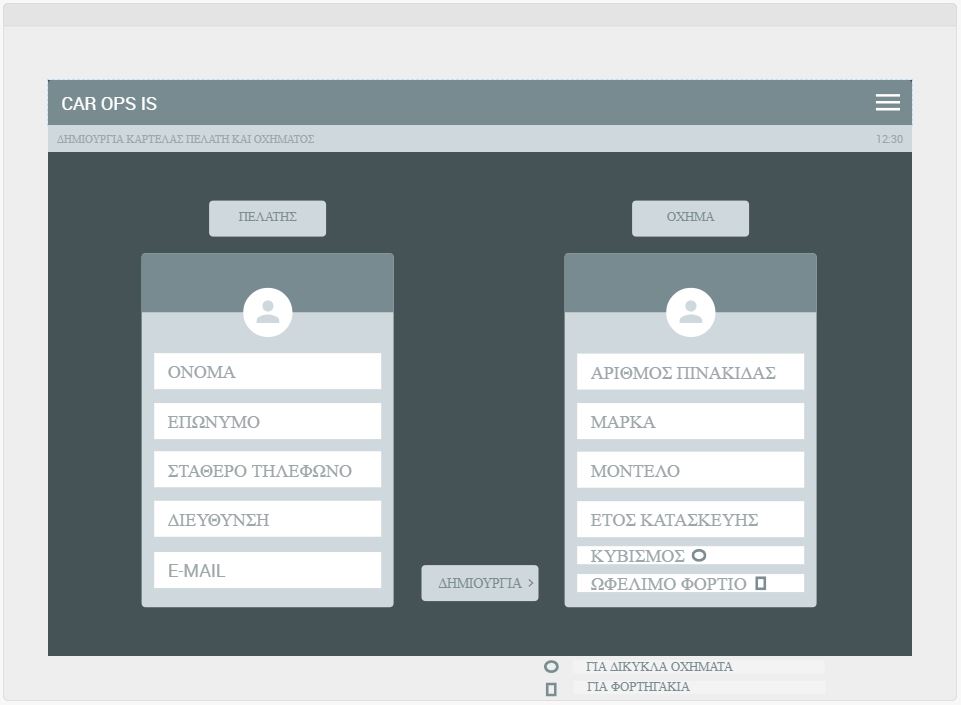 CAR OPS IS
ΔΗΜΙΟΥΡΓΙΑ ΚΑΡΤΕΛΑΣ ΠΕΛΑΤΗ ΚΑΙ ΟΧΗΜΑΤΟΣ 12:30
ΠΕΛΑΤΗΣ
ΟΝΟΜΑ
ΕΠΩΝΥΜΟ
ΣΤΑΘΕΡΟ ΤΗΛΕΦΩΝΟ
ΔΙΕΥΘΥΝΣΗ
E-MAIL
ΔΗΜΙΟΥΡΓΙΑ
ΟΧΗΜΑ
ΑΡΙΘΜΟΣ ΠΙΝΑΚΙΔΑΣ
ΜΑΡΚΑ
ΜΟΝΤΕΛΟ
ΕΤΟΣ ΚΑΤΑΣΚΕΥΗΣ
ΚΥΒΙΣΜΟΣ
ΩΦΕΛΙΜΟ ΦΟΡΤΙΟ
ΓΙΑ ΔΙΚΥΚΛΑ ΟΧΗΜΑΤΑ
ΓΙΑ ΦΟΡΤΗΓΑΚΙΑ